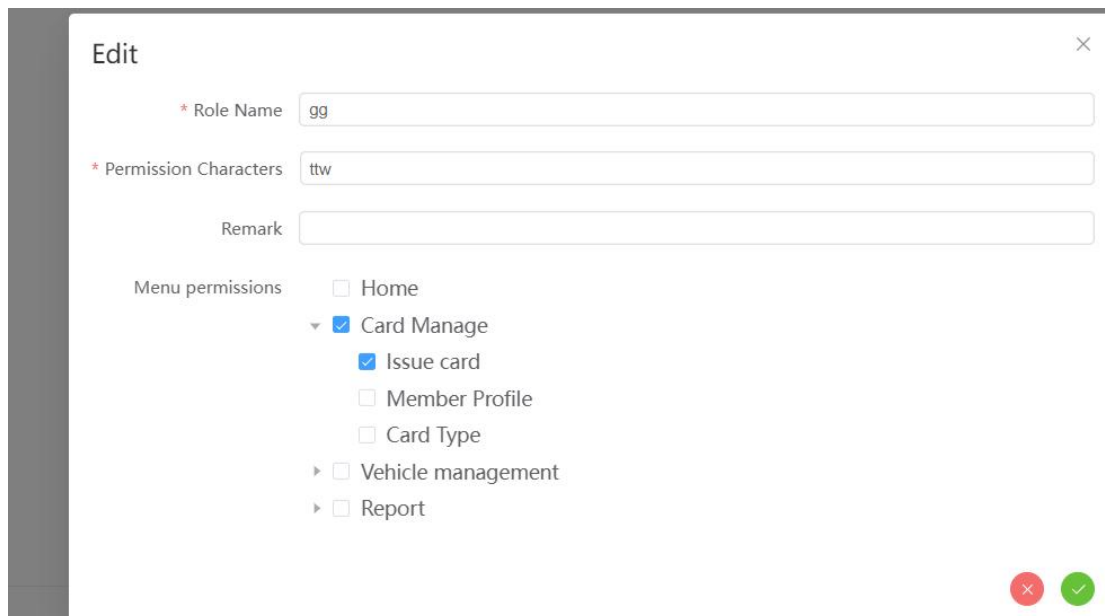 Edit
* Role Name gg
* Permission Characters ttw
Remark
Menu permissions Home
Card Manage
Issue card
Member Profile
Card Type
Vehicle management
Report